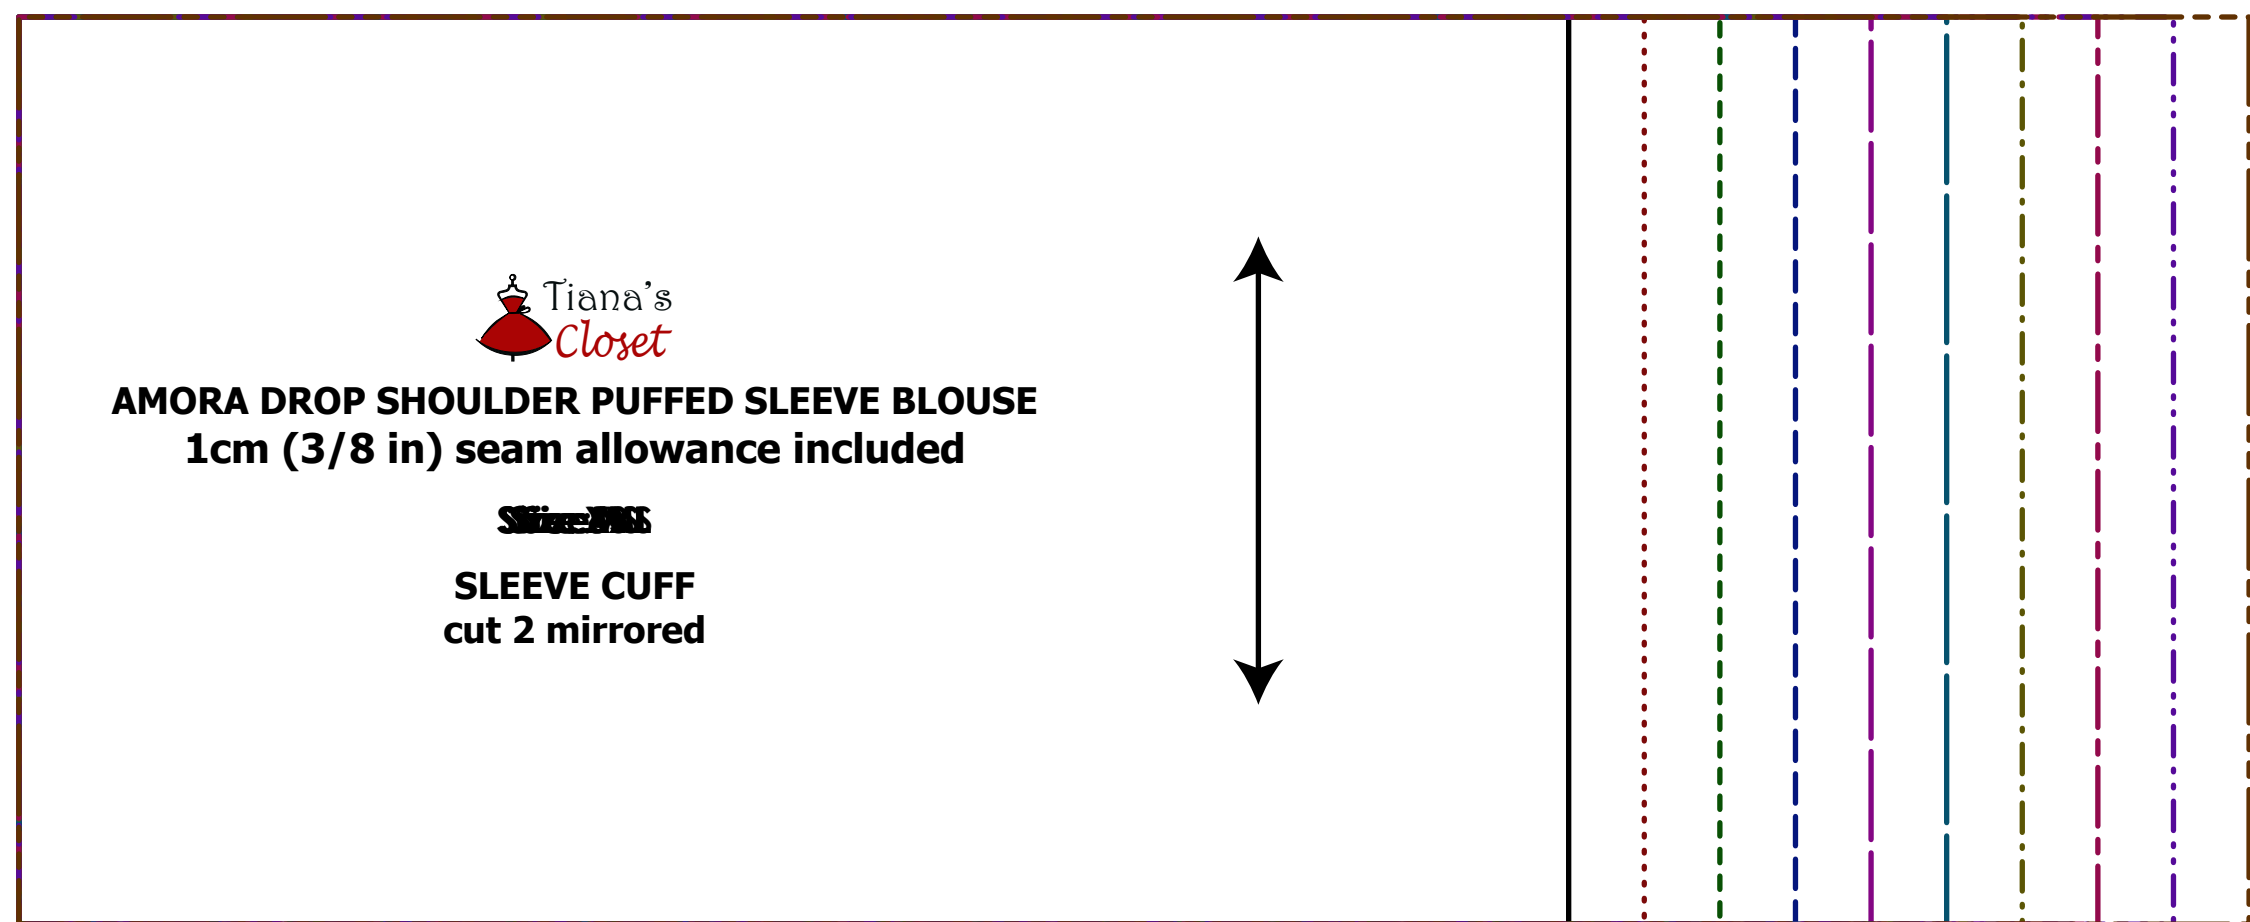 Tiana's
Closet
AMORA DROP SHOULDER PUFFED SLEEVE BLOUSE
1cm (3/8 in) seam allowance included
SLEEVE CUFF
cut 2 mirrored